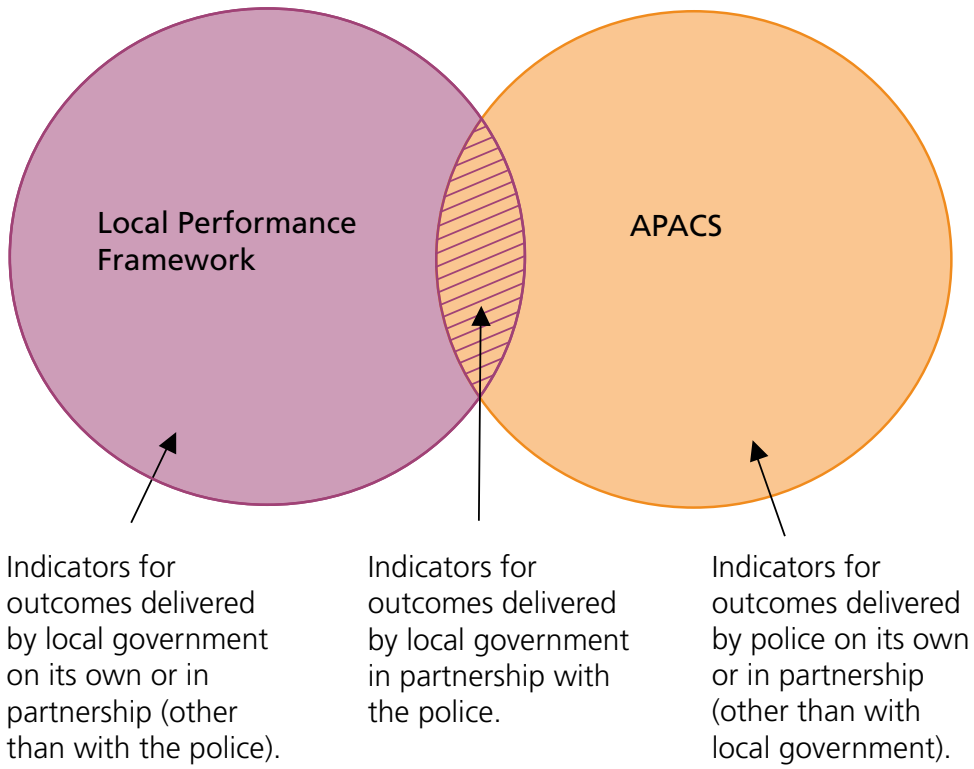 Local Performance
Framework
APACS
Indicators for
outcomes delivered
by local government
on its own or in
partnership (other
than with the police).
Indicators for
outcomes delivered
by local government
in partnership with
the police.
Indicators for
outcomes delivered
by police on its own
or in partnership
(other than with
local government).